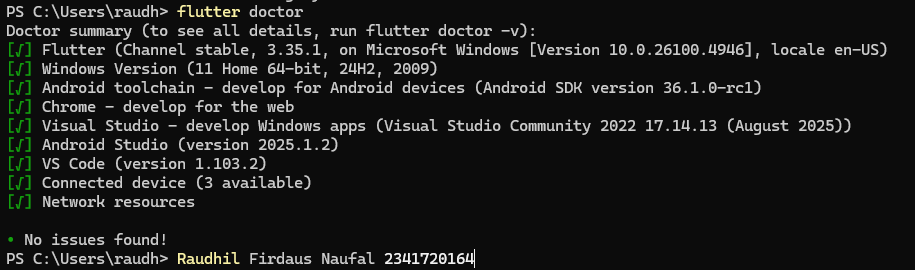 PS C:\Users\raudh> flutter doctor
Doctor summary (to see all details, run flutter doctor -v):
[√] Flutter (Channel stable, 3.35.1, on Microsoft Windows [Version 10.0.26100.4946], locale en-US)
[√] Windows Version (11 Home 64-bit, 24H2, 2009)
[√] Android toolchain - develop for Android devices (Android SDK version 36.1.0-rc1)
[√] Chrome - develop for the web
[√] Visual Studio - develop Windows apps (Visual Studio Community 2022 17.14.13 (August 2025))
[√] Android Studio (version 2025.1.2)
[√] VS Code (version 1.103.2)
[√] Connected device (3 available)
[√] Network resources
• No issues found!
PS C:\Users\raudh> Raudhil Firdaus Naufal 2341720164